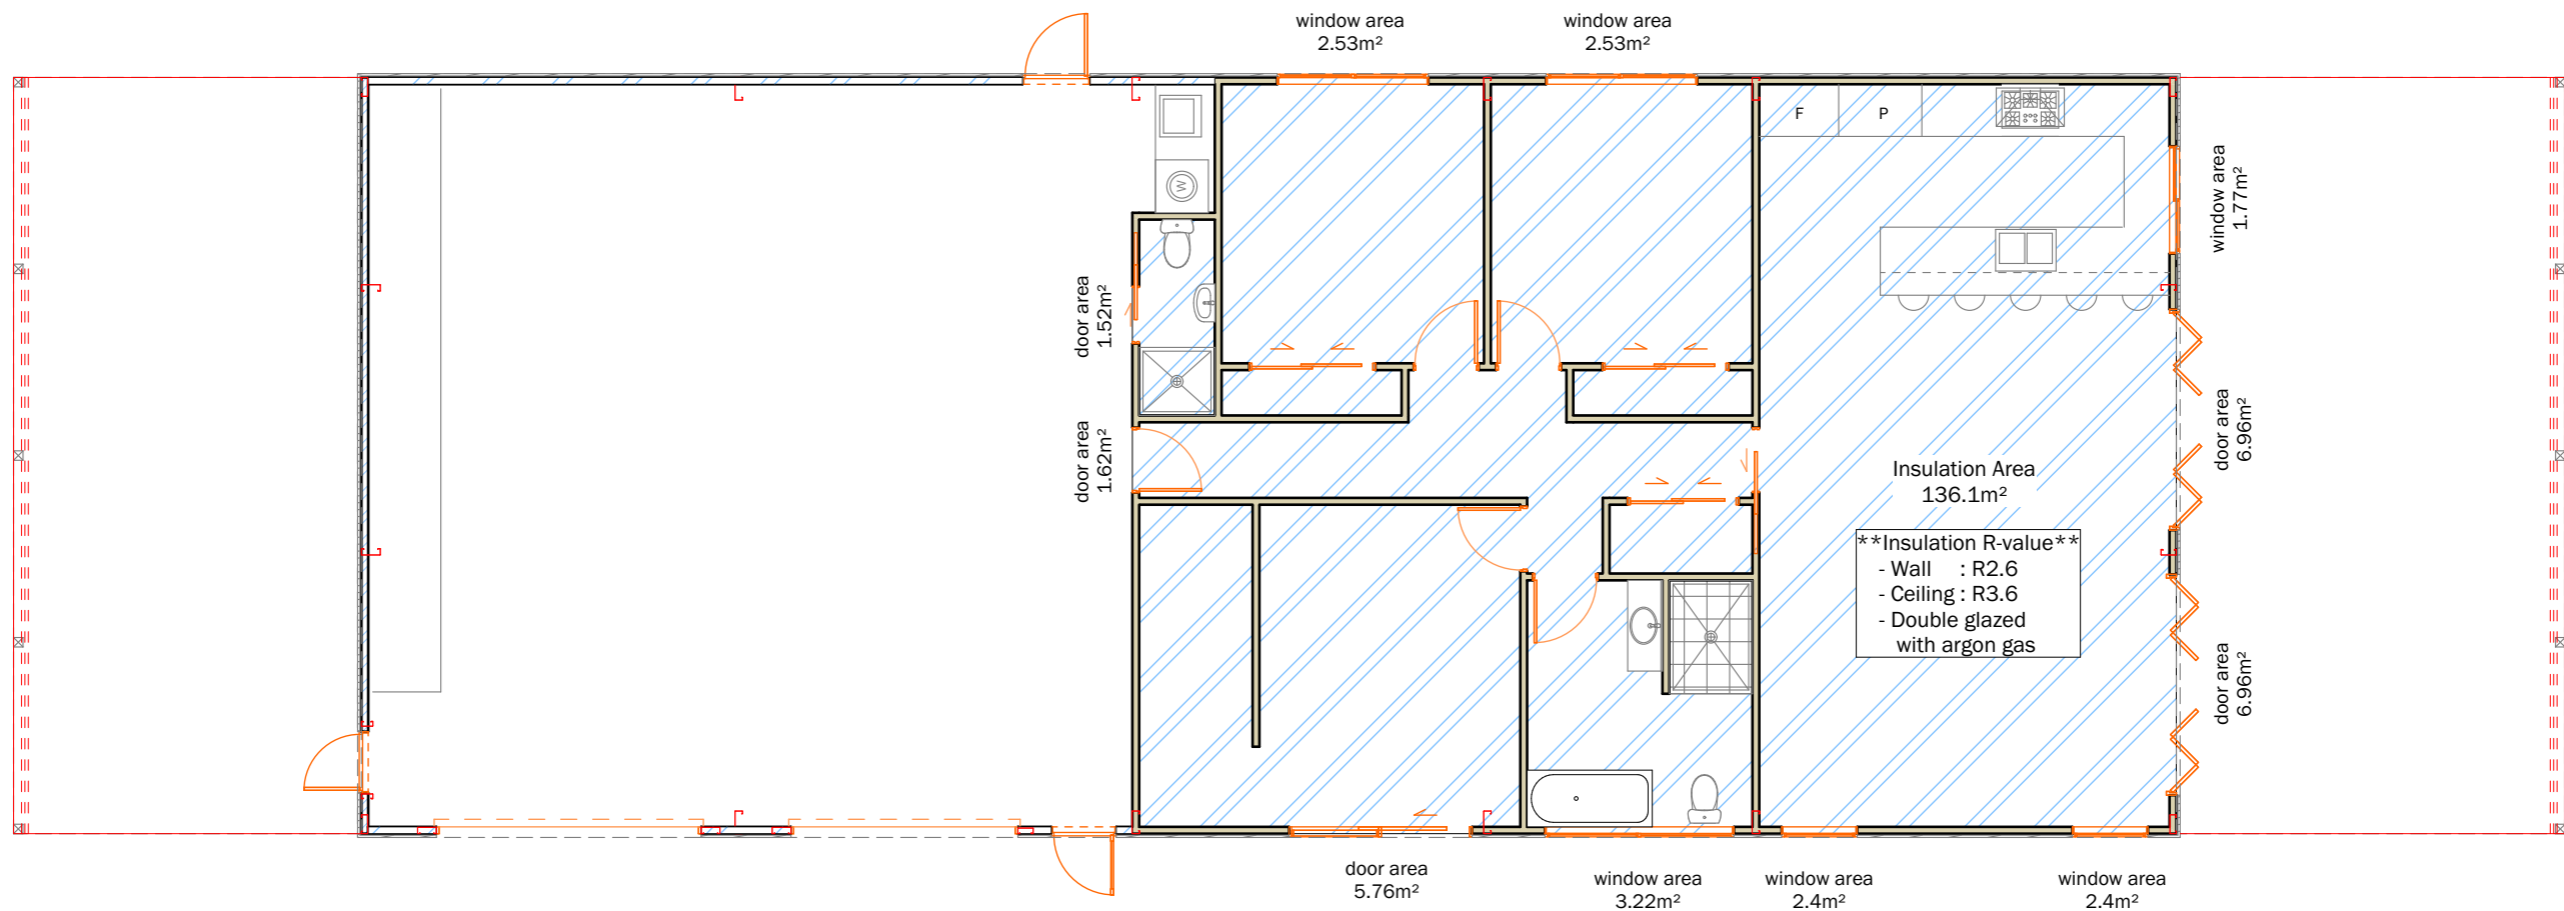 window area
2.53m²
window area
2.53m²
F
P
window area
1.77m²
W
door area
1.52m²
door area
1.62m²
door area
6.96m²
Insulation Area
136.1m²
**Insulation R-value**
- Wall : R2.6
- Ceiling : R3.6
- Double glazed
with argon gas
door area
6.96m²
door area
5.76m²
window area
3.22m²
window area
2.4m²
window area
2.4m²